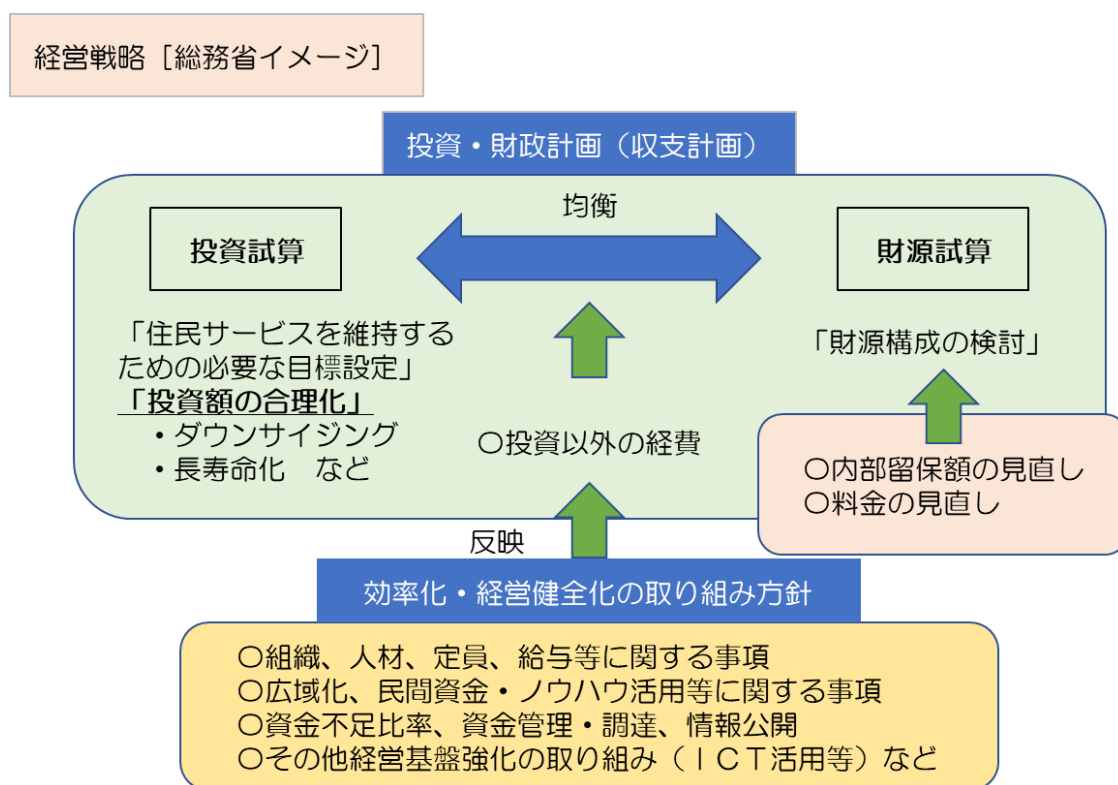 経営戦略［総務省イメージ］
投資・財政計画（収支計画）
均衡
投資試算
財源試算
「住民サービスを維持する
ための必要な目標設定」
「投資額の合理化」
・ダウンサイジング
・長寿命化　など
〇投資以外の経費
「財源構成の検討」
〇内部留保額の見直し
〇料金の見直し
反映
効率化・経営健全化の取り組み方針
〇組織、人材、定員、給与等に関する事項
〇広域化、民間資金・ノウハウ活用等に関する事項
〇資金不足比率、資金管理・調達、情報公開
〇その他経営基盤強化の取り組み（ＩＣＴ活用等）など